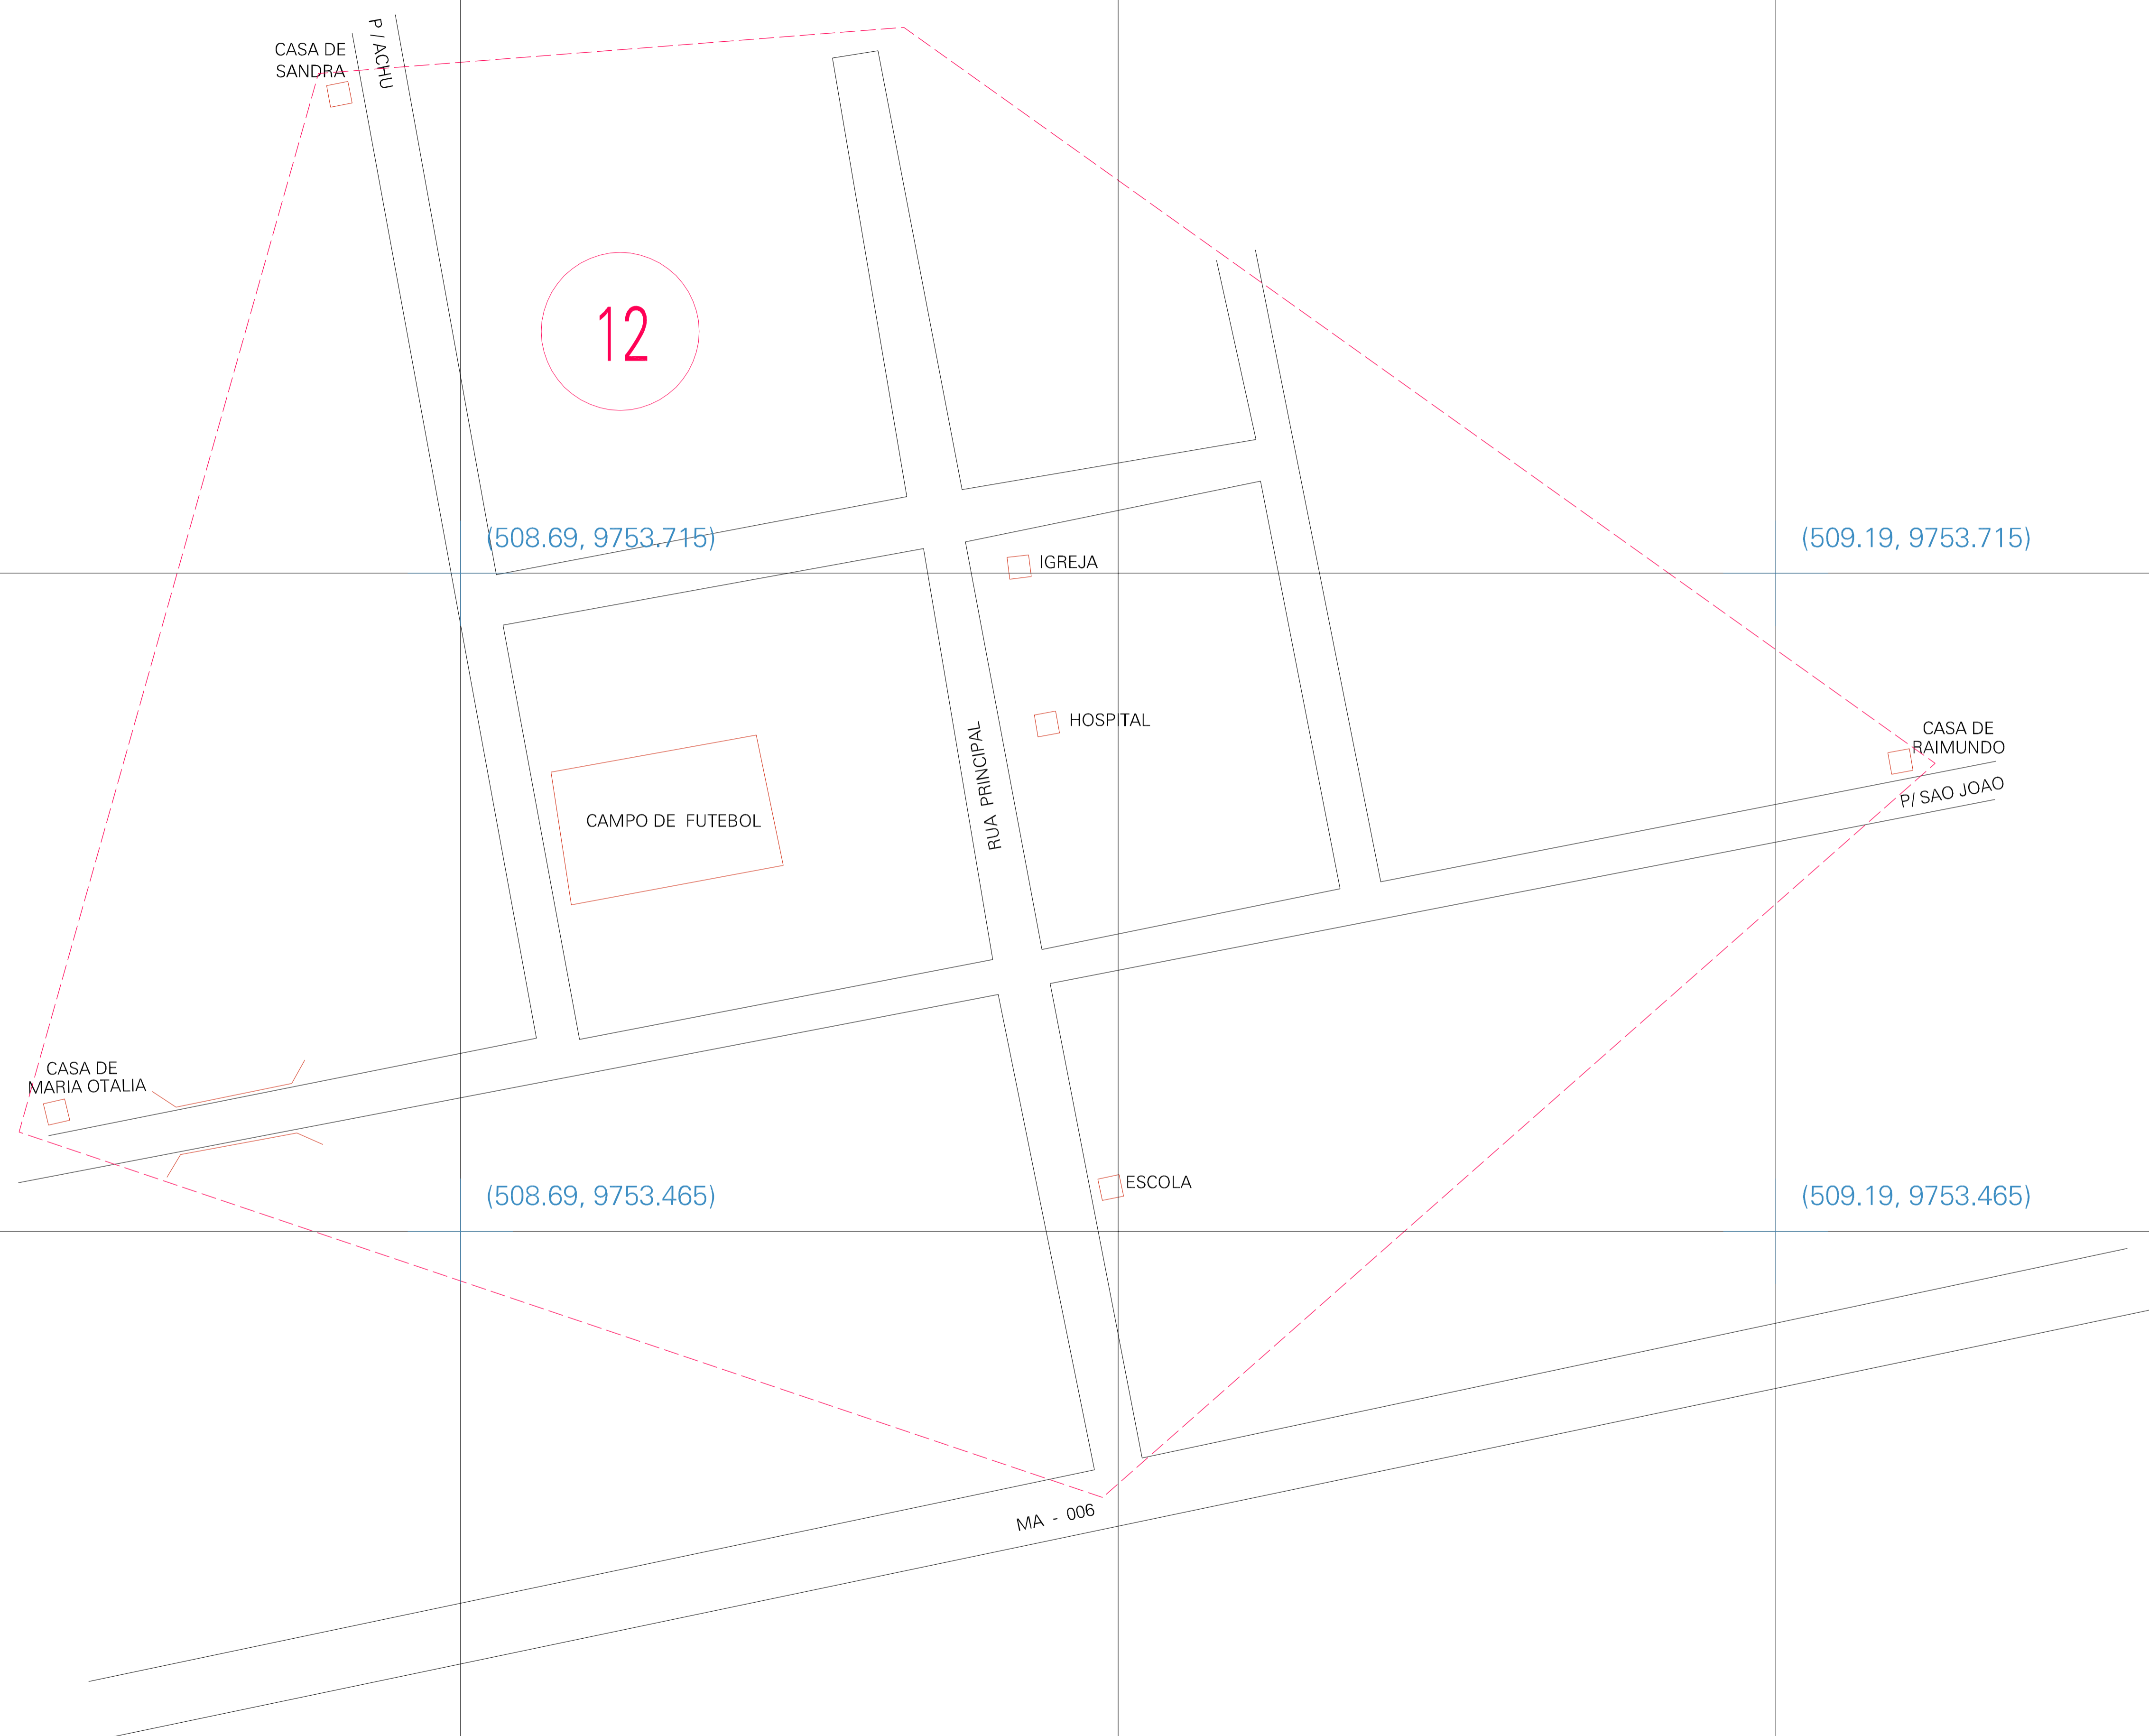 CASA DE
SANDRA
P / ACHU
12
(508.69, 9753.715)
(509.19, 9753.715)
IGREJA
HOSPITAL
RUA PRINCIPAL
CAMPO DE FUTEBOL
CASA DE
RAIMUNDO
P/ SAO JOAO
CASA DE
MARIA OTALIA
ESCOLA
(508.69, 9753.465)
(509.19, 9753.465)
MA - 006